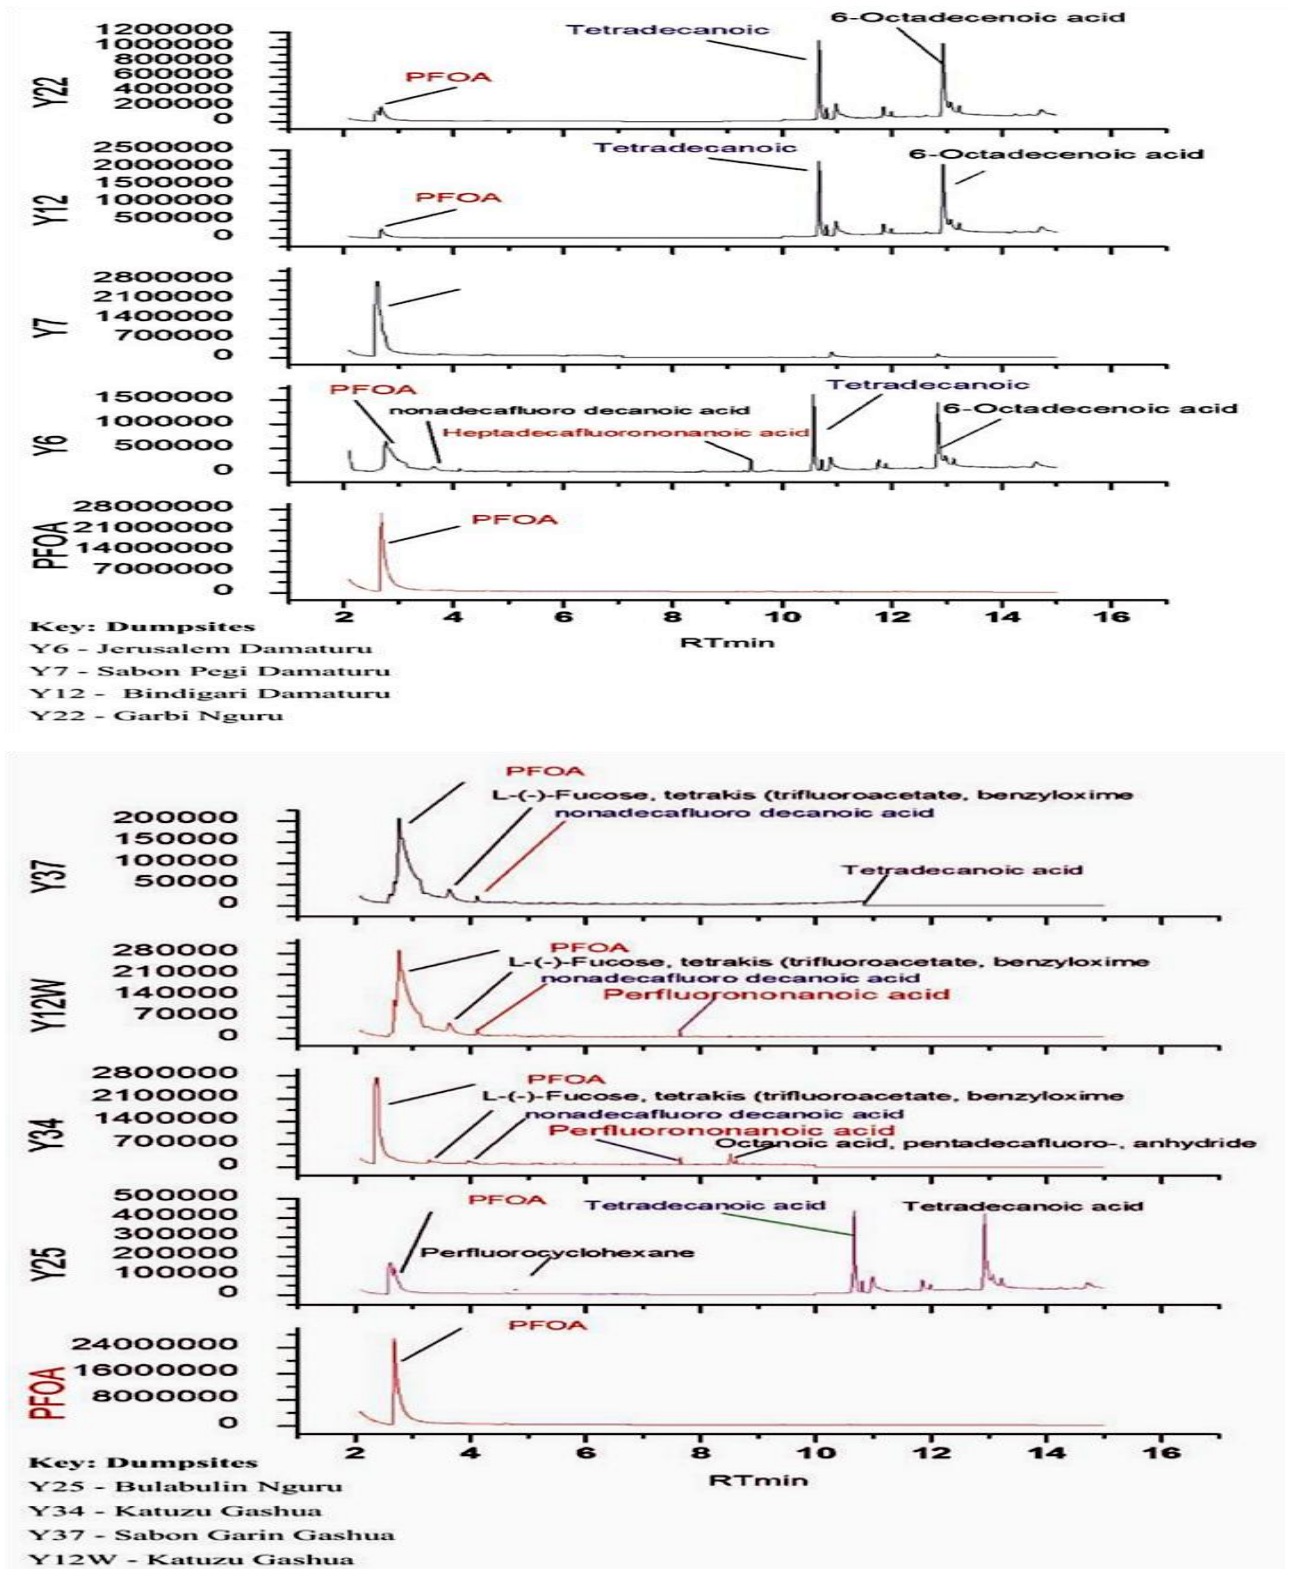 1200000
1000000
800000
600000
400000
200000
0
Y22
PFOA
Tetradecanoic
6-Octadecenoic acid
2500000
2000000
1500000
1000000
500000
0
Y12
PFOA
Tetradecanoic
6-Octadecenoic acid
2800000
2100000
1400000
700000
0
Y7
1500000
1000000
500000
0
Y6
PFOA
nonadecafluoro decanoic acid
Heptadecafluorononanoic acid
Tetradecanoic
6-Octadecenoic acid
28000000
21000000
14000000
7000000
0
PFOA
PFOA
2 4 6 8 10 12 14 16
RTmin
Key: Dumpsites
Y6 - Jerusalem Damaturu
Y7 - Sabon Pegi Damaturu
Y12 - Bindigari Damaturu
Y22 - Garbi Nguru
200000
150000
100000
50000
0
Y37
PFOA
L-(-)-Fucose, tetrakis (trifluoroacetate, benzyloxime
nonadecafluoro decanoic acid
Tetradecanoic acid
280000
210000
140000
70000
0
Y12W
PFOA
L-(-)-Fucose, tetrakis (trifluoroacetate, benzyloxime
nonadecafluoro decanoic acid
Perfluorononanoic acid
2800000
2100000
1400000
700000
0
Y34
PFOA
L-(-)-Fucose, tetrakis (trifluoroacetate, benzyloxime
nonadecafluoro decanoic acid
Perfluorononanoic acid
Octanoic acid, pentadecafluoro-, anhydride
500000
400000
300000
200000
100000
0
Y25
PFOA
Perfluorocyclohexane
Tetradecanoic acid
Tetradecanoic acid
24000000
16000000
8000000
0
PFOA
PFOA
2 4 6 8 10 12 14 16
RTmin
Key: Dumpsites
Y25 - Bulabulin Nguru
Y34 - Katuzu Gashua
Y37 - Sabon Garin Gashua
Y12W - Katuzu Gashua